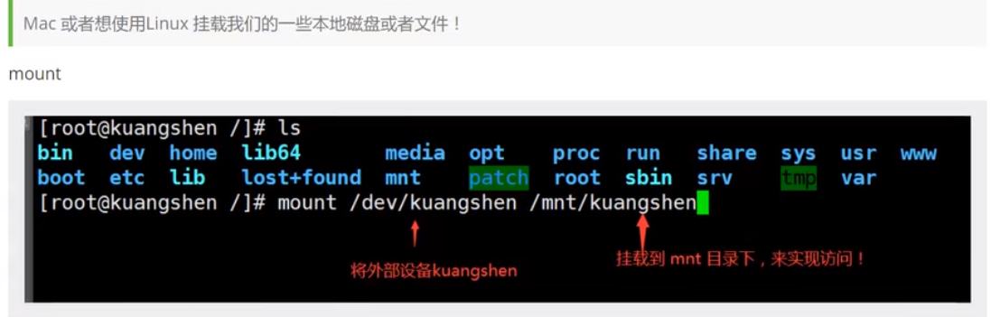 Mac 或者想使用Linux 挂载我们的一些本地磁盘或者文件！
mount
[root@kuangshen /]# ls
bin dev home lib64 media opt proc run share sys usr www
boot etc lib lost+found mnt patch root sbin srv tmp var
[root@kuangshen /]# mount /dev/kuangshen /mnt/kuangshen
将外部设备kuangshen
挂载到 mnt 目录下，来实现访问！